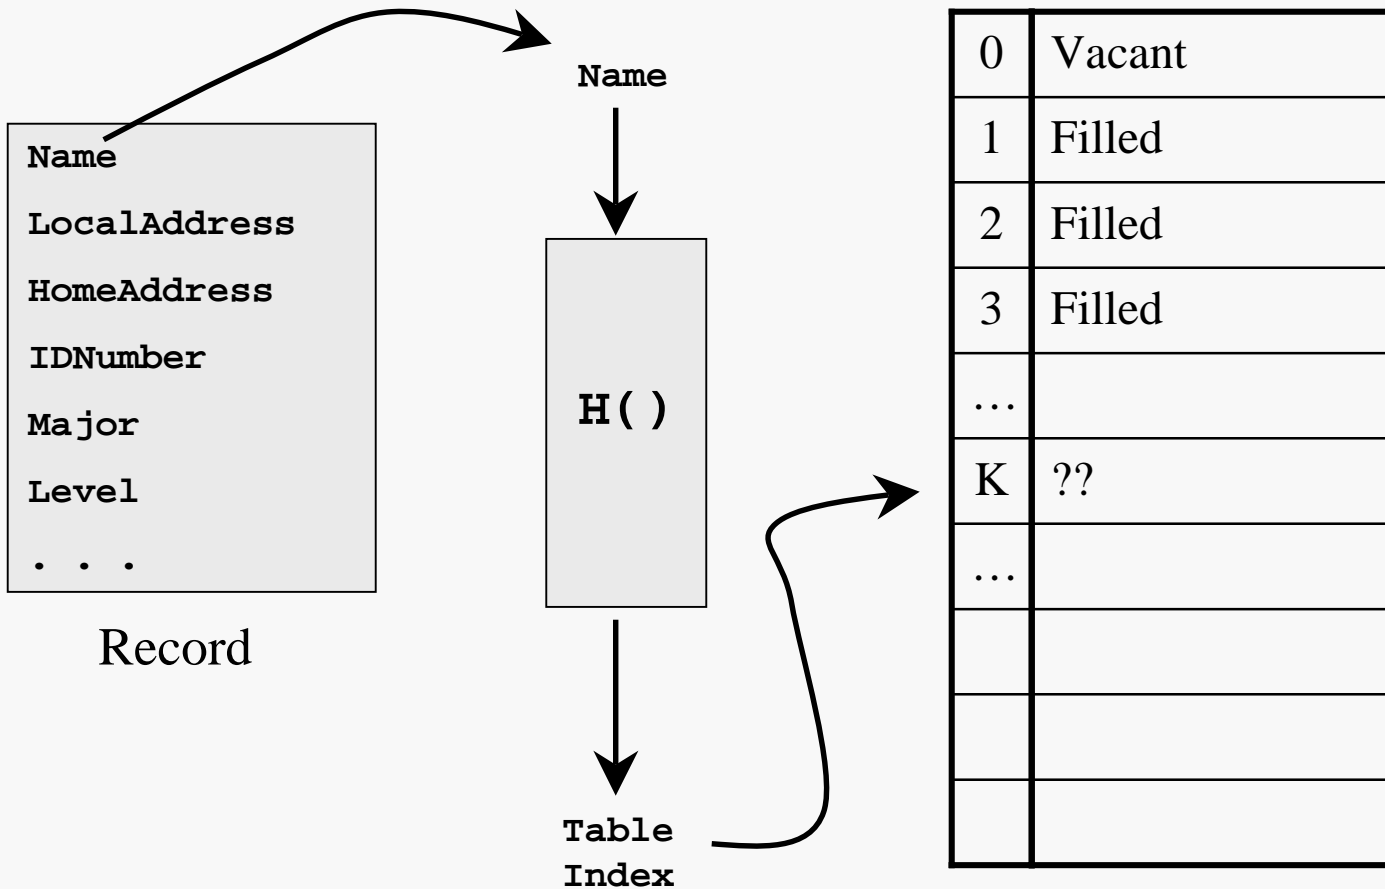 Name
LocalAddress
HomeAddress
IDNumber
Major
Level
. . .
Record
Name
H()
Table
Index
0 Vacant
1 Filled
2 Filled
3 Filled
…
K ??
…